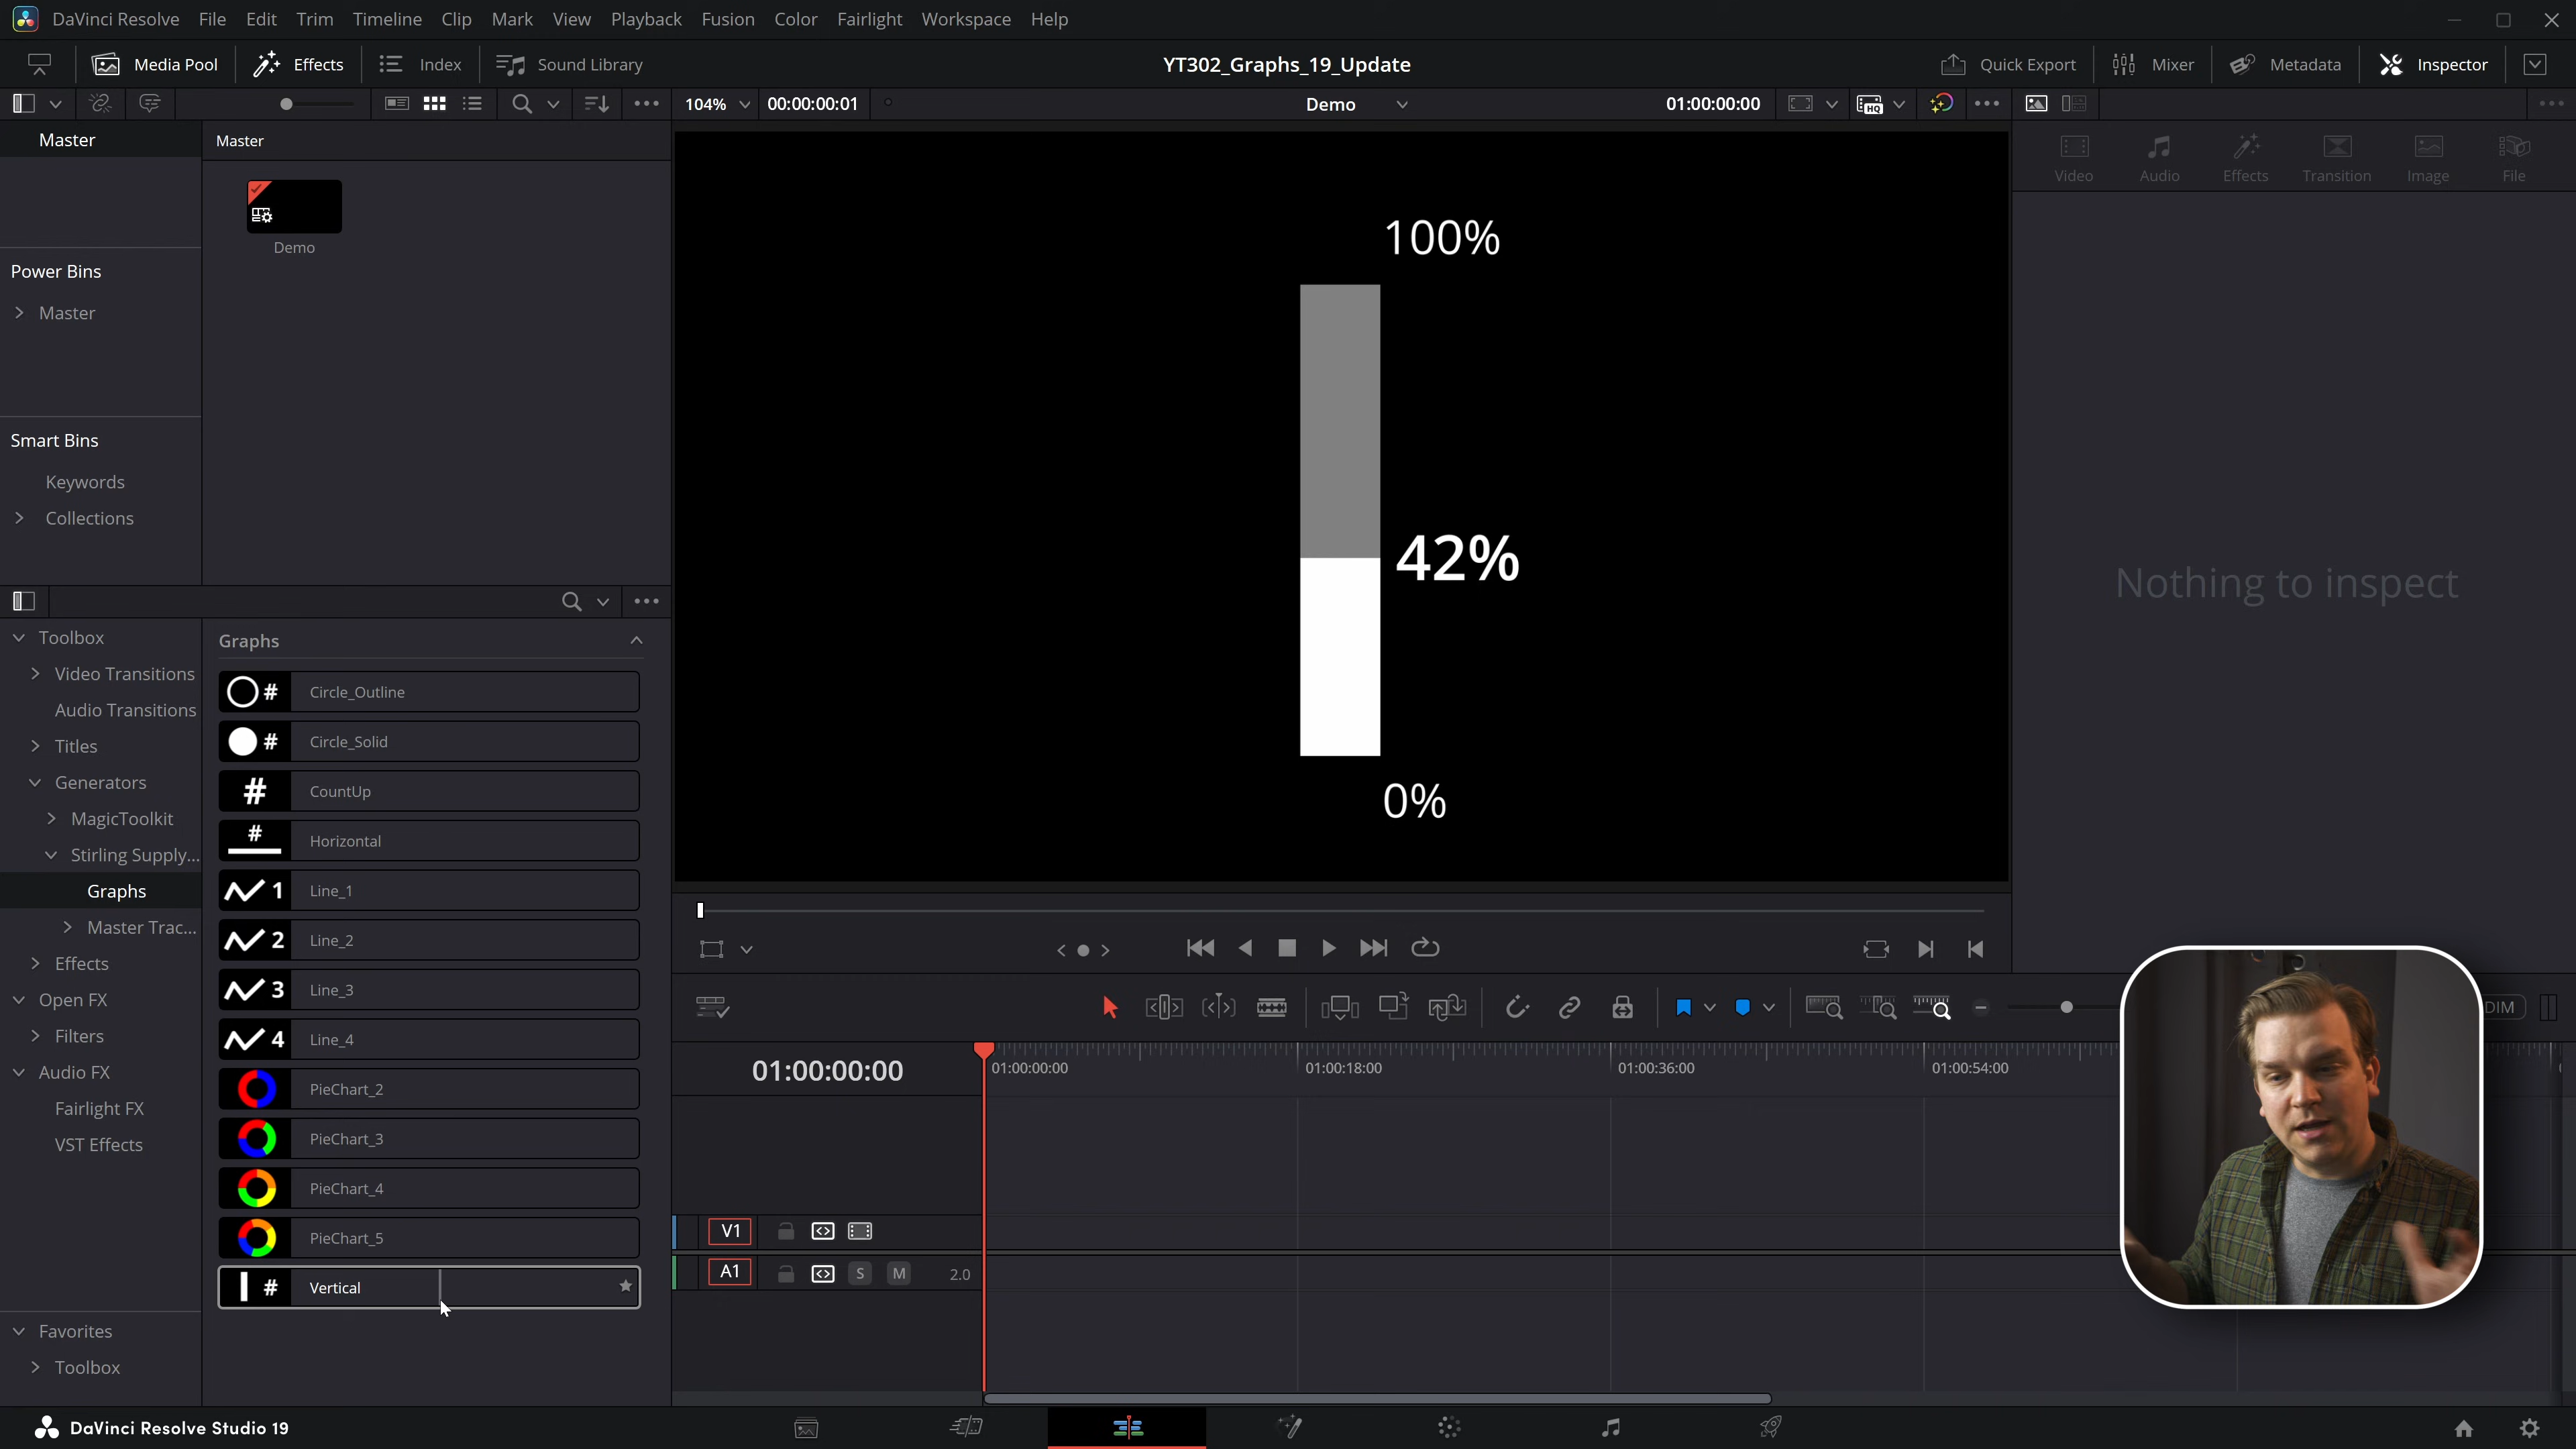 DaVinci Resolve File Edit Trim Timeline Clip Mark View Playback Fusion Color Fairlight Workspace Help
Media Pool Effects Index Sound Library YT302_Graphs_19_Update Quick Export Mixer Metadata Inspector
104% 00:00:00:01 Demo 01:00:00:00
Master Master
Video Audio Effects Transition Image File
Demo
Power Bins
Master
Smart Bins
Keywords
Collections
100%
42%
0%
Nothing to inspect
Toolbox
Video Transitions
Audio Transitions
Titles
Generators
MagicToolkit
Stirling Supply...
Graphs
Master Trac...
Effects
Open FX
Filters
Audio FX
Fairlight FX
VST Effects
Favorites
Toolbox
Graphs
# Circle_Outline
# Circle_Solid
# CountUp
# Horizontal
1 Line_1
2 Line_2
3 Line_3
4 Line_4
PieChart_2
PieChart_3
PieChart_4
PieChart_5
# Vertical
DIM
01:00:00:00 01:00:00:00 01:00:18:00 01:00:36:00 01:00:54:00
V1
A1 S M 2.0
DaVinci Resolve Studio 19